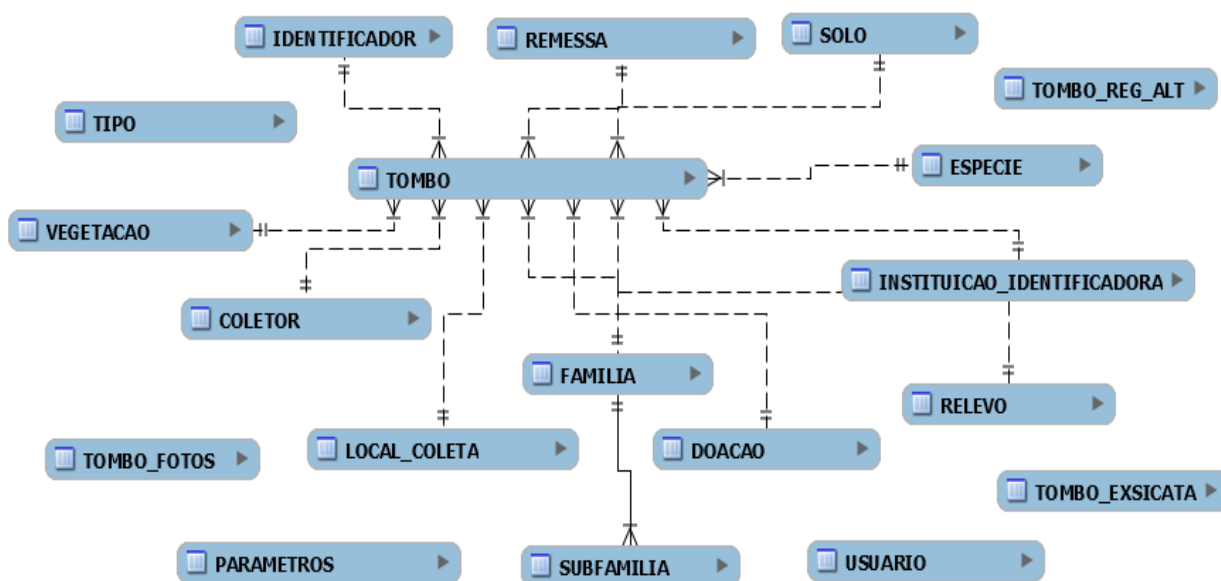 IDENTIFICADOR
REMESSA
SOLO
TOMBO_REG_ALT
TIPO
TOMBO
ESPECIE
VEGETACAO
INSTITUICAO_IDENTIFICADORA
COLETOR
FAMILIA
RELEVO
LOCAL_COLETA
DOACAO
TOMBO_FOTOS
TOMBO_EXSICATA
PARAMETROS
SUBFAMILIA
USUARIO